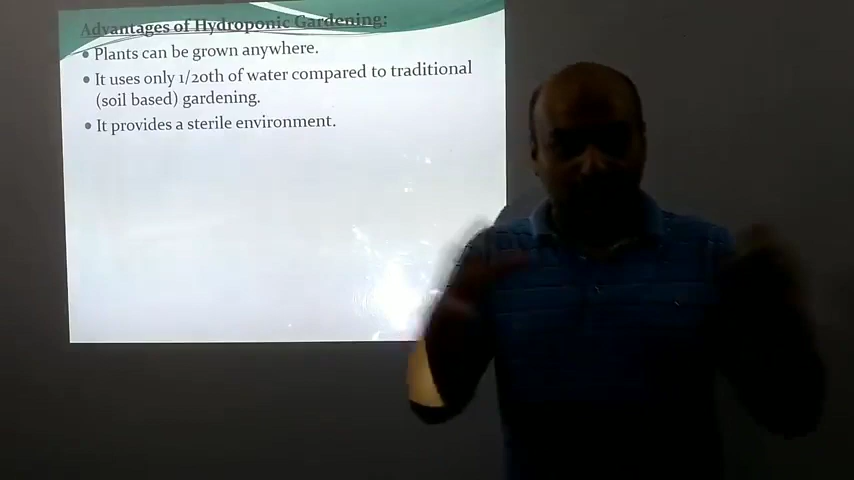 Advantages of Hydroponic Gardening:
• Plants can be grown anywhere.
• It uses only 1/20th of water compared to traditional
(soil based) gardening.
• It provides a sterile environment.